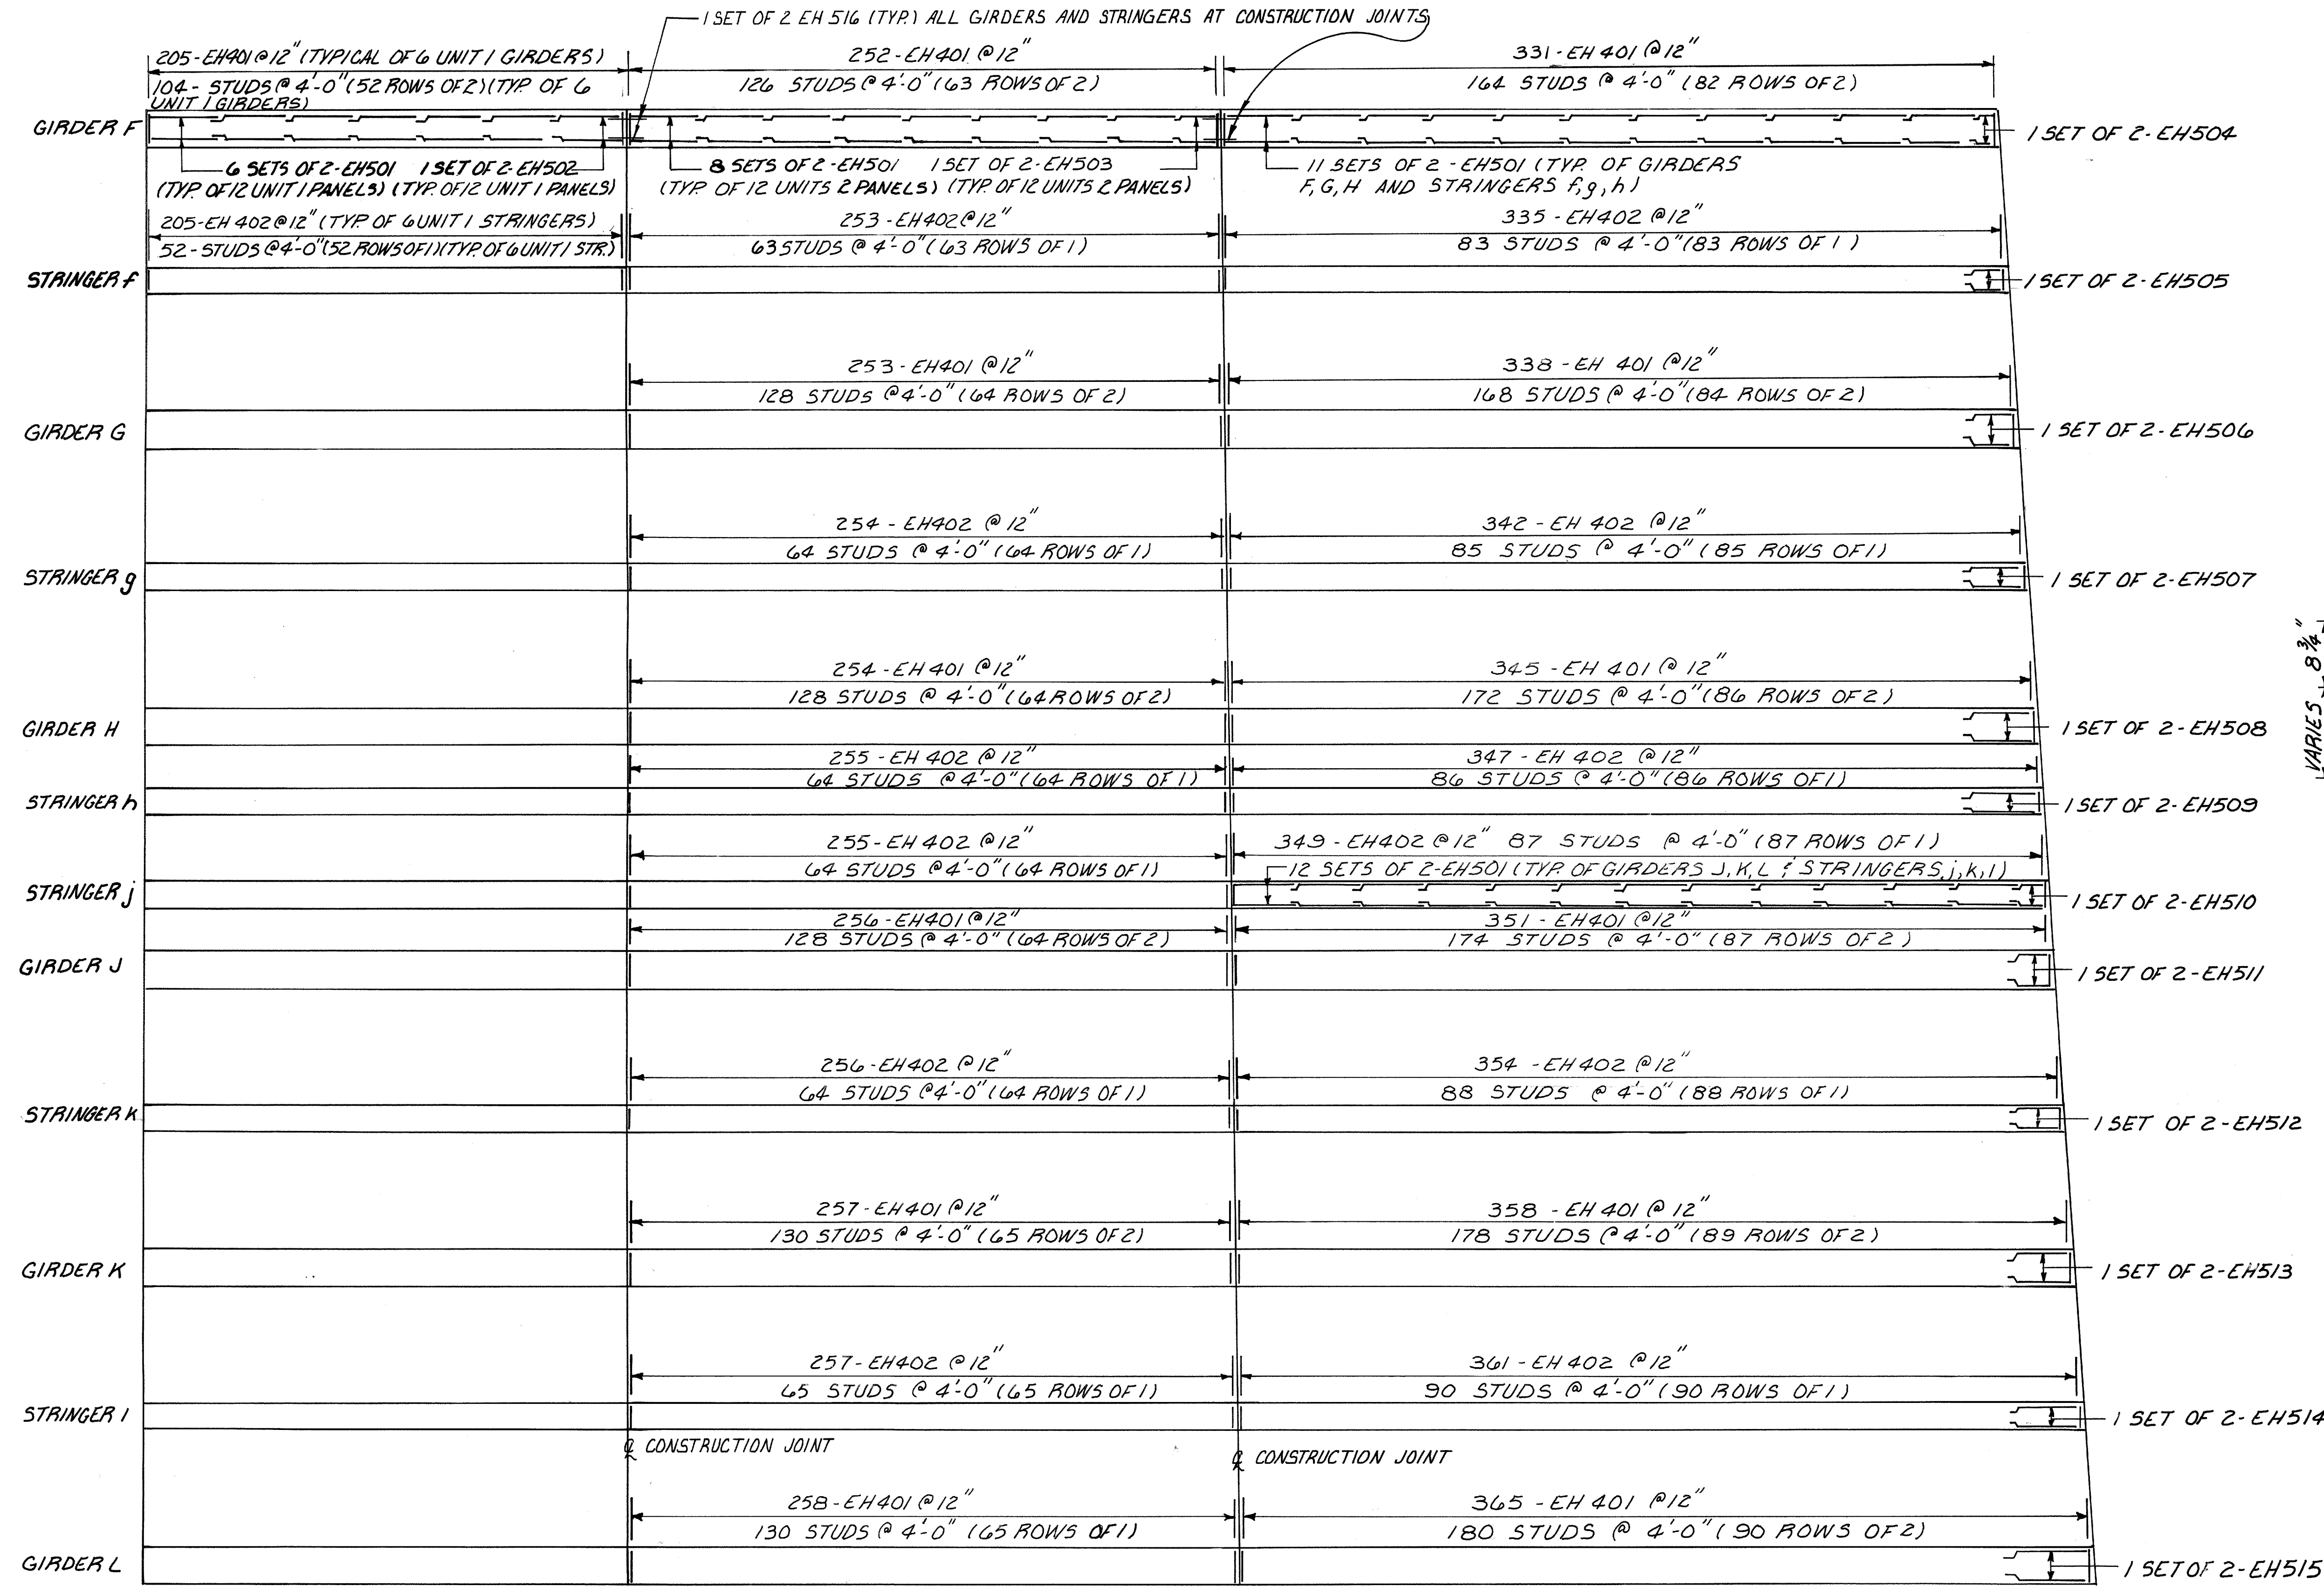 1 SET OF 2 EH 516 (TYP.) ALL GIRDERS AND STRINGERS AT CONSTRUCTION JOINTS
205-EH401@12" (TYPICAL OF 6 UNIT 1 GIRDERS)
252-EH401 @12"
331-EH 401 @12"
104- STUDS @ 4'-0" (52 ROWS OF 2)(TYP. OF 6
UNIT 1 GIRDERS)
126 STUDS @ 4'-0" (63 ROWS OF 2)
164 STUDS @ 4'-0" (82 ROWS OF 2)
GIRDER F
1 SET OF 2-EH504
6 SETS OF 2-EH501
1 SET OF 2-EH502
8 SETS OF 2-EH501
1 SET OF 2-EH503
11 SETS OF 2 -EH501 (TYP. OF GIRDERS
(TYP. OF 12 UNIT 1 PANELS)
(TYP. OF 12 UNIT 1 PANELS)
(TYP. OF 12 UNITS 2 PANELS)
(TYP. OF 12 UNITS 2 PANELS)
F,G,H AND STRINGERS f,g,h)
205-EH 402@12" (TYP. OF 6 UNIT 1 STRINGERS)
253-EH402@12"
335-EH402 @12"
52-STUDS @4'-0" (52 ROWS OF 1)(TYP. OF 6 UNIT 1 STR.)
63 STUDS @ 4'-0" (63 ROWS OF 1)
83 STUDS @ 4'-0" (83 ROWS OF 1)
STRINGER f
1 SET OF 2-EH505
253-EH401 @12"
338-EH 401 @12"
128 STUDS @4'-0" (64 ROWS OF 2)
168 STUDS @ 4'-0" (84 ROWS OF 2)
GIRDER G
1 SET OF 2-EH506
254-EH402 @12"
342-EH 402 @12"
64 STUDS @ 4'-0" (64 ROWS OF 1)
85 STUDS @ 4'-0" (85 ROWS OF 1)
STRINGER g
1 SET OF 2-EH507
VARIES ± 8 3/4"
254-EH 401 @12"
345-EH 401 @ 12"
128 STUDS @ 4'-0" (64 ROWS OF 2)
172 STUDS @ 4'-0" (86 ROWS OF 2)
GIRDER H
1 SET OF 2-EH508
255-EH 402 @12"
347-EH 402 @12"
64 STUDS @ 4'-0" (64 ROWS OF 1)
86 STUDS @ 4'-0" (86 ROWS OF 1)
STRINGER h
1 SET OF 2-EH509
255-EH 402 @12"
349-EH402 @12" 87 STUDS @ 4'-0" (87 ROWS OF 1)
64 STUDS @ 4'-0" (64 ROWS OF 1)
12 SETS OF 2-EH501 (TYP. OF GIRDERS J,K,L & STRINGERS,j,k,l)
STRINGER j
1 SET OF 2-EH510
256-EH401@12"
351-EH401@12"
128 STUDS @ 4'-0" (64 ROWS OF 2)
174 STUDS @ 4'-0" (87 ROWS OF 2)
GIRDER J
1 SET OF 2-EH511
256-EH402 @12"
354-EH402 @12"
64 STUDS @4'-0" (64 ROWS OF 1)
88 STUDS @ 4'-0" (88 ROWS OF 1)
STRINGER K
1 SET OF 2-EH512
257-EH401 @12"
358-EH 401 @12"
130 STUDS @ 4'-0" (65 ROWS OF 2)
178 STUDS @ 4'-0" (89 ROWS OF 2)
GIRDER K
1 SET OF 2-EH513
257-EH402 @12"
361-EH 402 @12"
65 STUDS @ 4'-0" (65 ROWS OF 1)
90 STUDS @ 4'-0" (90 ROWS OF 1)
STRINGER l
1 SET OF 2-EH514
℄ CONSTRUCTION JOINT
℄ CONSTRUCTION JOINT
258-EH401 @12"
365-EH 401 @12"
130 STUDS @ 4'-0" (65 ROWS OF 1)
180 STUDS @ 4'-0" (90 ROWS OF 2)
GIRDER L
1 SET OF 2-EH515